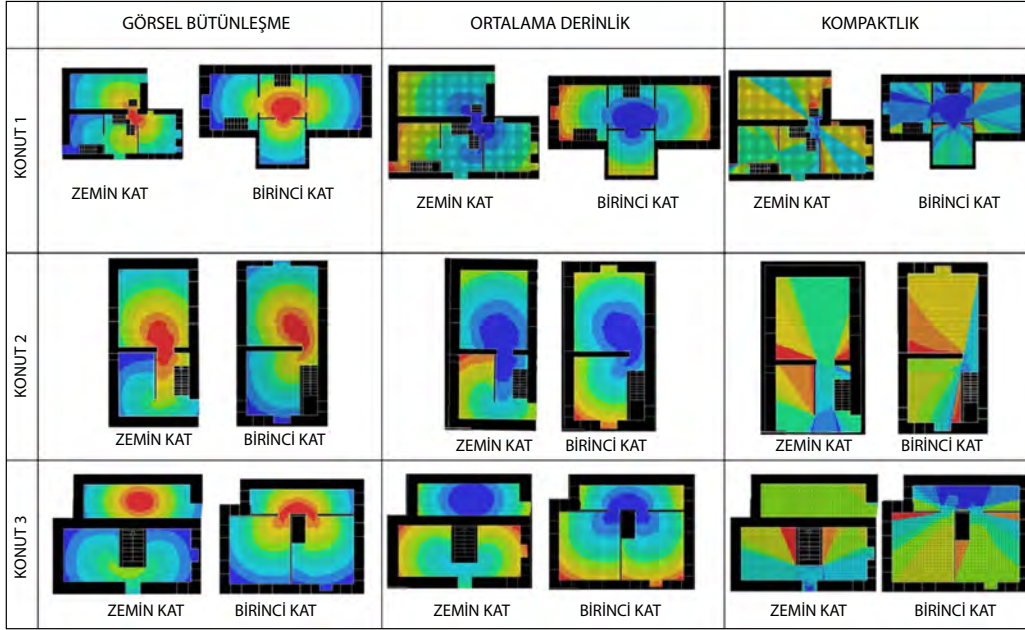 GÖRSEL BÜTÜNLEŞME
ORTALAMA DERİNLİK
KOMPAKTLIK
KONUT 1
ZEMİN KAT
BİRİNCİ KAT
ZEMİN KAT
BİRİNCİ KAT
ZEMİN KAT
BİRİNCİ KAT
KONUT 2
ZEMİN KAT
BİRİNCİ KAT
ZEMİN KAT
BİRİNCİ KAT
ZEMİN KAT
BİRİNCİ KAT
KONUT 3
ZEMİN KAT
BİRİNCİ KAT
ZEMİN KAT
BİRİNCİ KAT
ZEMİN KAT
BİRİNCİ KAT